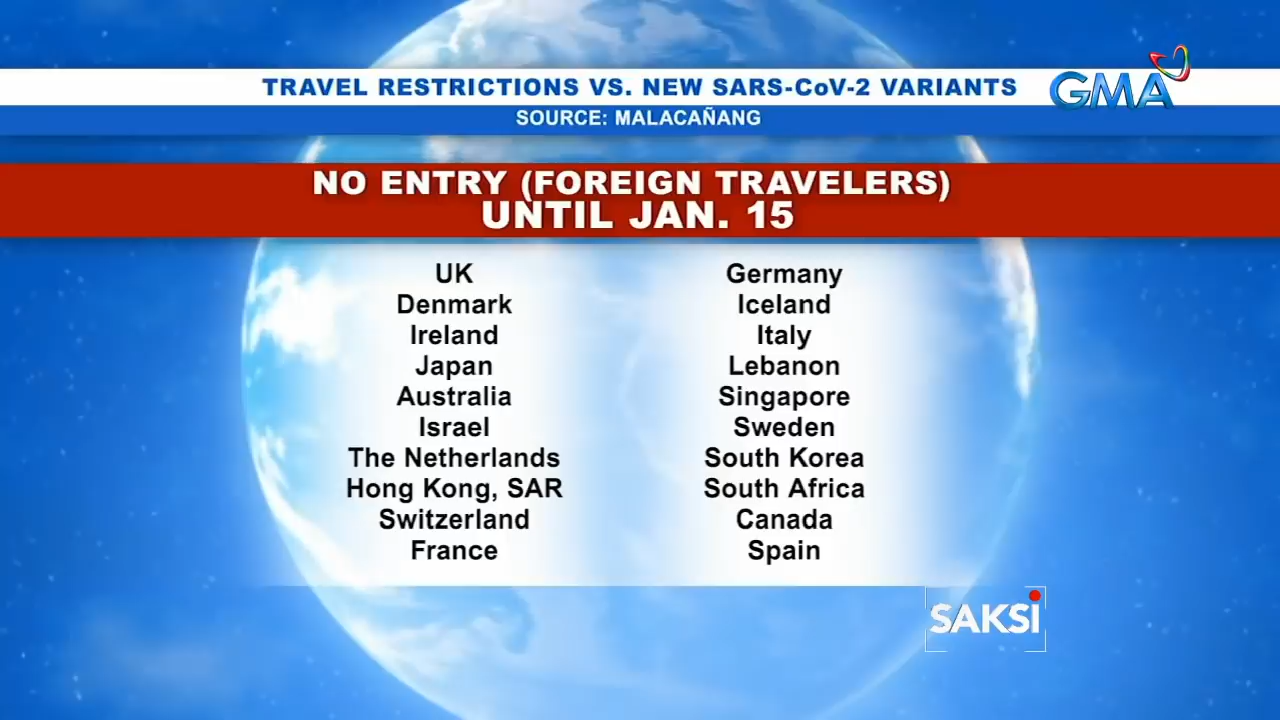 TRAVEL RESTRICTIONS VS. NEW SARS-CoV-2 VARIANTS
GMA
SOURCE: MALACAÑANG
NO ENTRY (FOREIGN TRAVELERS)
UNTIL JAN. 15
UK
Denmark
Ireland
Japan
Australia
Israel
The Netherlands
Hong Kong, SAR
Switzerland
France
Germany
Iceland
Italy
Lebanon
Singapore
Sweden
South Korea
South Africa
Canada
Spain
SAKSi